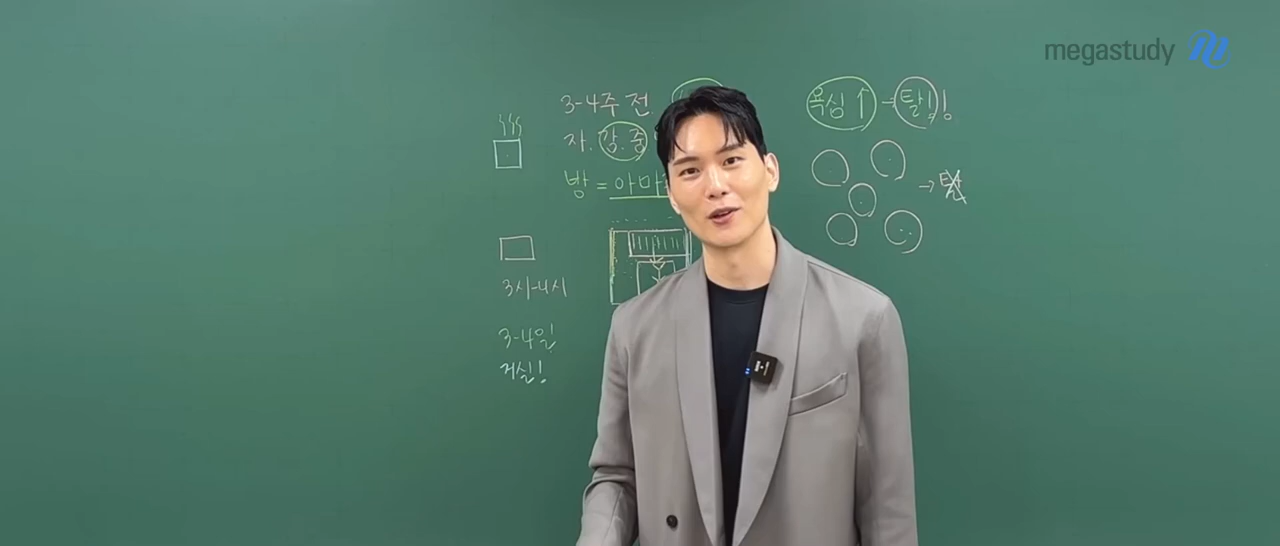 megastudy
3-4주 전
자.강.중
방 = 아마
3시-4시
3-4일!
거실!
욕심↑ → 탈!!